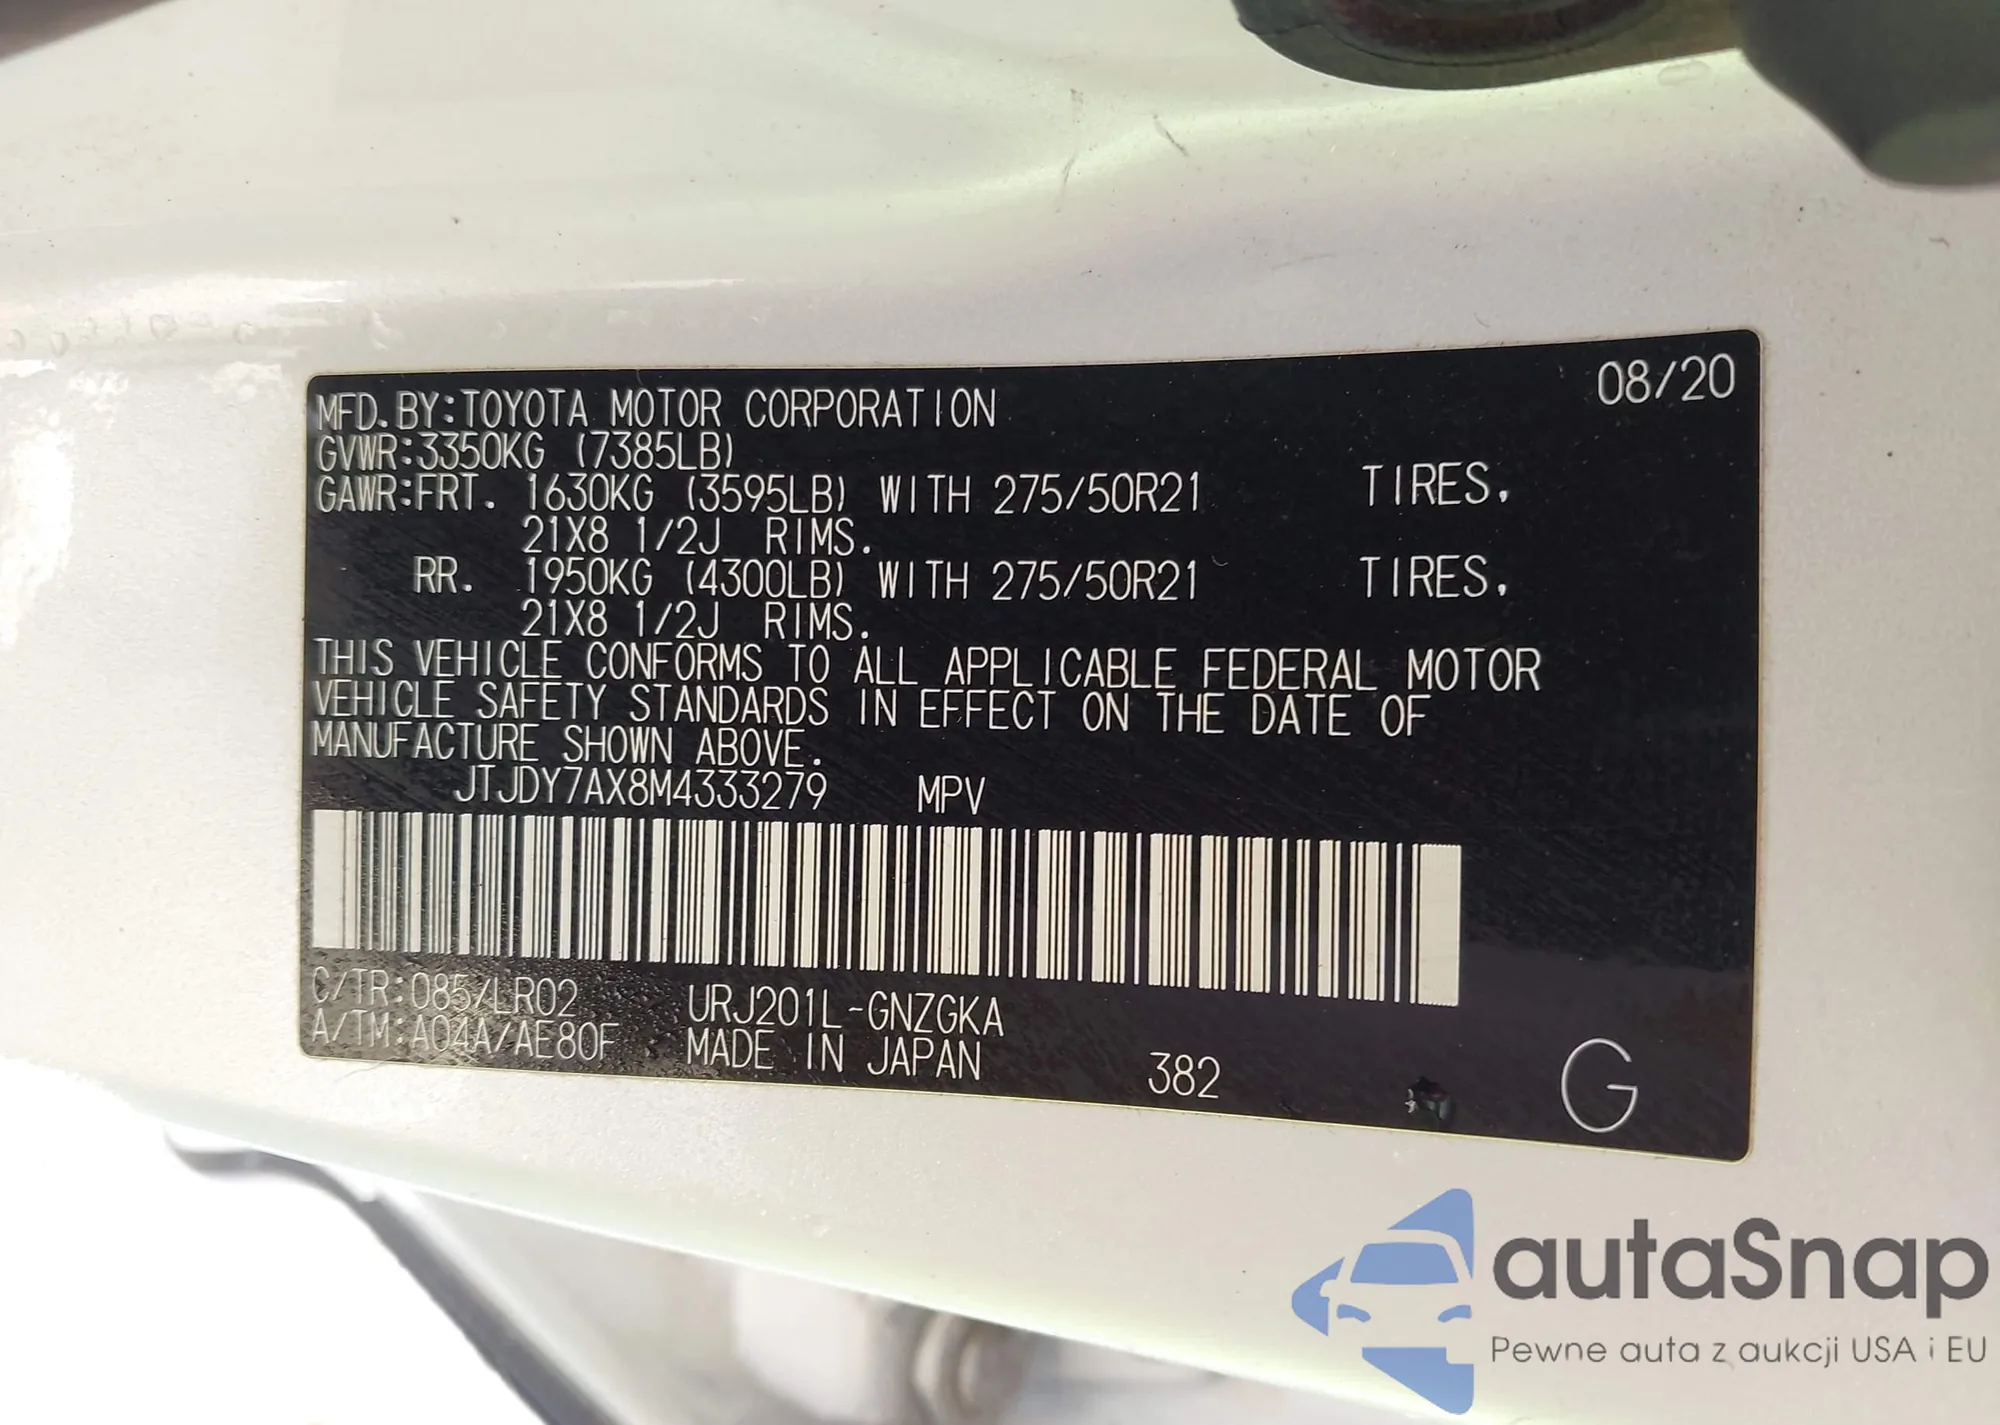 08/20
MFD.BY:TOYOTA MOTOR CORPORATION
GVWR:3350KG (7385LB)
GAWR:FRT. 1630KG (3595LB) WITH 275/50R21 TIRES,
21X8 1/2J RIMS.
RR. 1950KG (4300LB) WITH 275/50R21 TIRES,
21X8 1/2J RIMS.
THIS VEHICLE CONFORMS TO ALL APPLICABLE FEDERAL MOTOR
VEHICLE SAFETY STANDARDS IN EFFECT ON THE DATE OF
MANUFACTURE SHOWN ABOVE.
JTJDY7AX8M4333279 MPV
C/TR:085/LR02 URJ201L-GNZGKA
A/TM:A04A/AE80F MADE IN JAPAN 382 G
autaSnap
Pewne auta z aukcji USA i EU